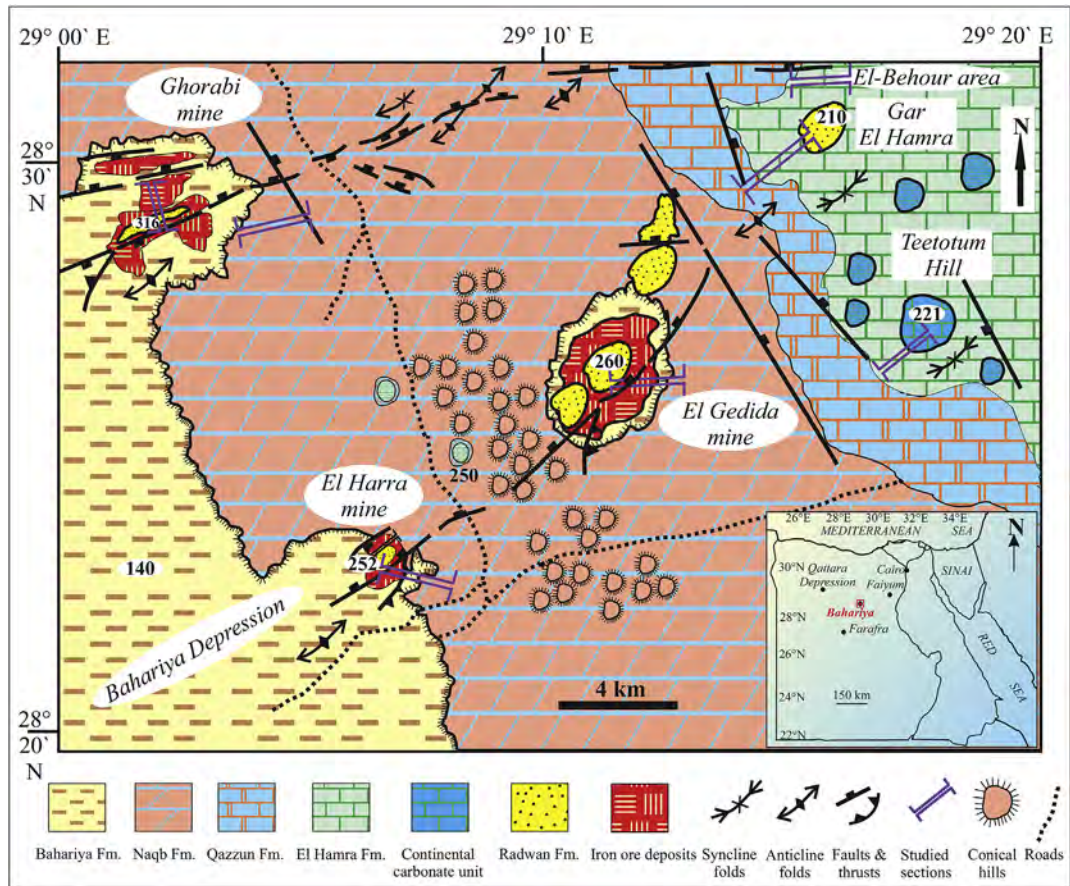 29° 00` E
29° 10` E
29° 20` E
El-Behour area
Ghorabi
mine
210
Gar
El Hamra
N
28°
30`
N
316
Teetotum
Hill
221
260
El Gedida
mine
250
El Harra
mine
252
140
Bahariya Depression
4 km
28°
20`
N
26°E 28°E 30°E 32°E 34°E
MEDITERRANEAN SEA
N
30°N
Qattara
Depression
Cairo
Faiyum
SINAI
28°N
Bahariya
Farafra
26°N
RED
SEA
24°N
150 km
22°N
Bahariya Fm.
Naqb Fm.
Qazzun Fm.
El Hamra Fm.
Continental
carbonate unit
Radwan Fm.
Iron ore deposits
Syncline
folds
Anticline
folds
Faults &
thrusts
Studied
sections
Conical
hills
Roads